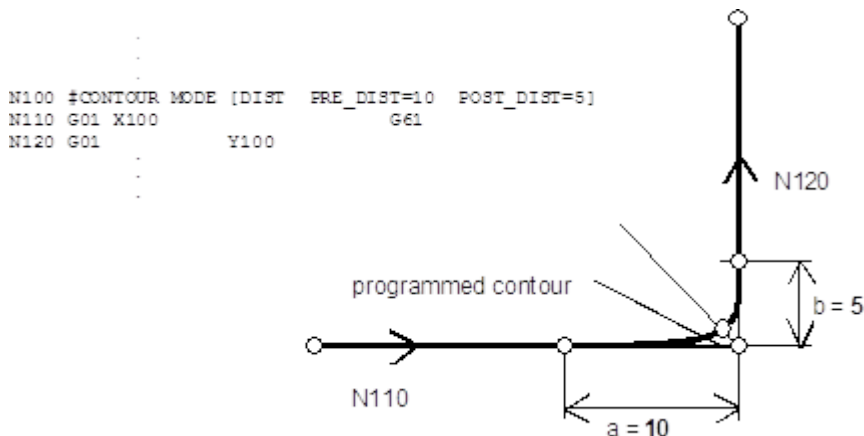 N100 #CONTOUR MODE [DIST PRE_DIST=10 POST_DIST=5]
N110 G01 X100 G61
N120 G01 Y100
N120
programmed contour
b = 5
N110
a = 10